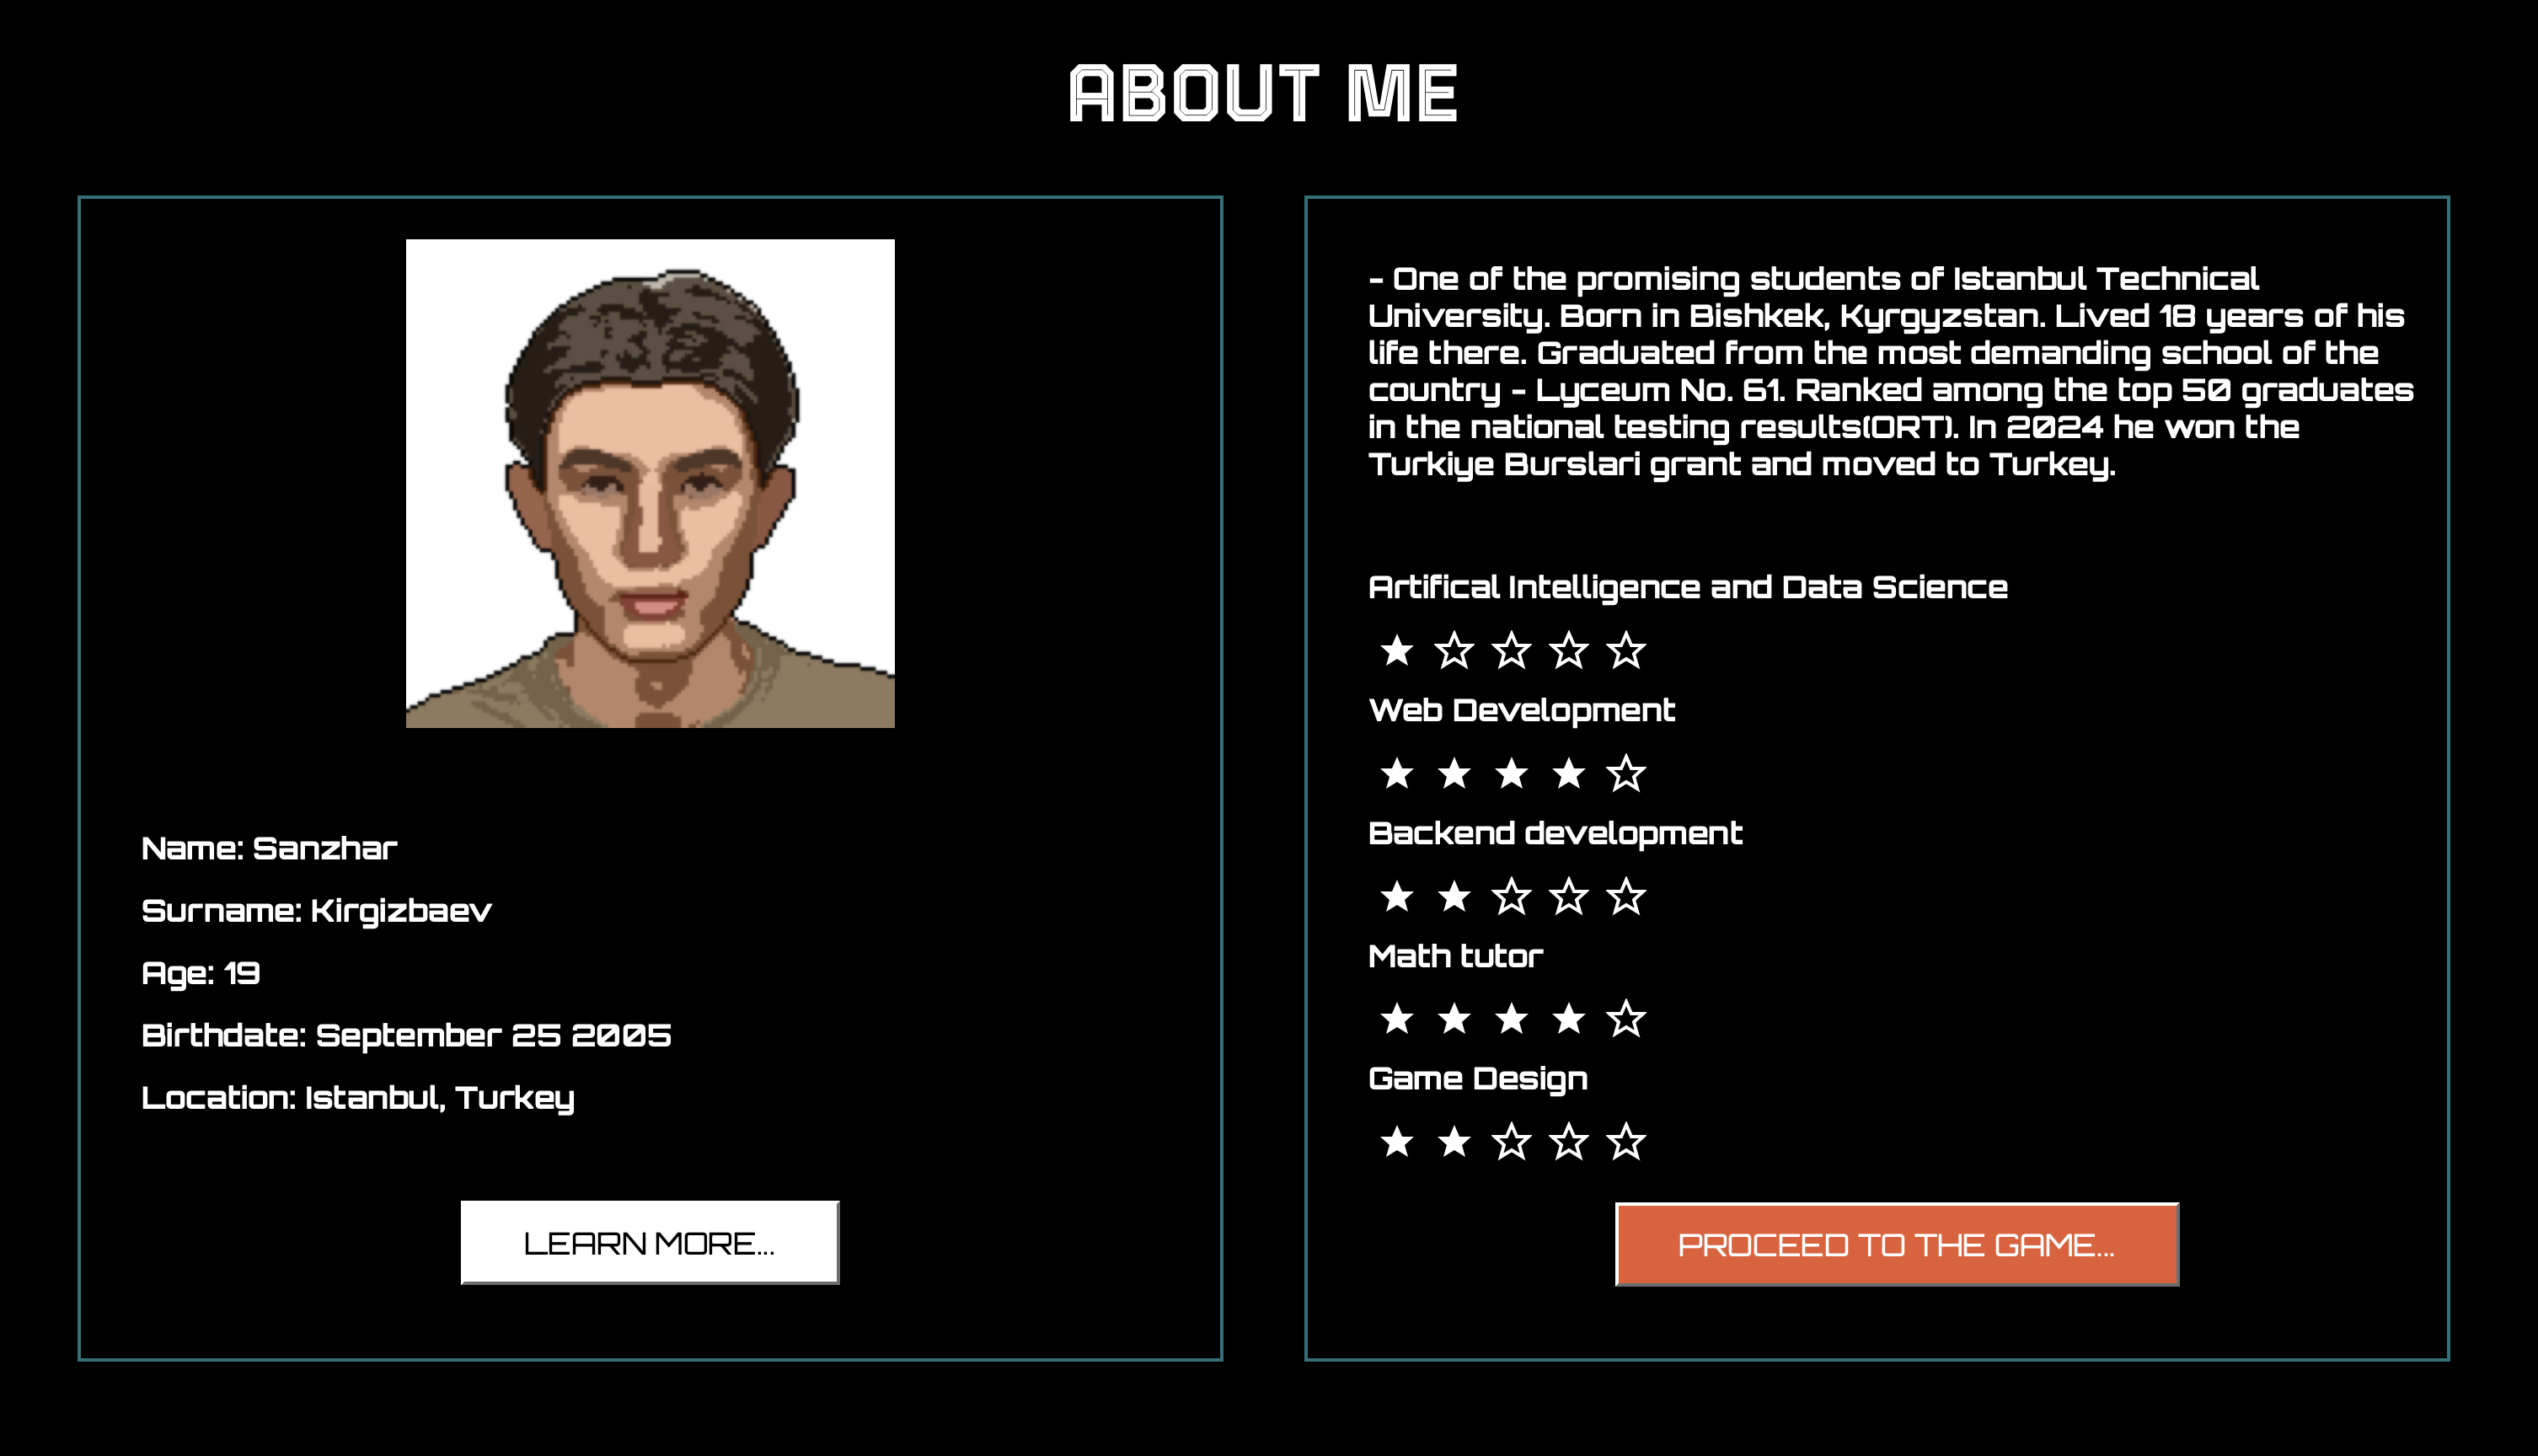 ABOUT ME
Name: Sanzhar
Surname: Kirgizbaev
Age: 19
Birthdate: September 25 2005
Location: Istanbul, Turkey
LEARN MORE...
- One of the promising students of Istanbul Technical
University. Born in Bishkek, Kyrgyzstan. Lived 18 years of his
life there. Graduated from the most demanding school of the
country - Lyceum No. 61. Ranked among the top 50 graduates
in the national testing results(ORT). In 2024 he won the
Turkiye Burslari grant and moved to Turkey.
Artifical Intelligence and Data Science
Web Development
Backend development
Math tutor
Game Design
PROCEED TO THE GAME...